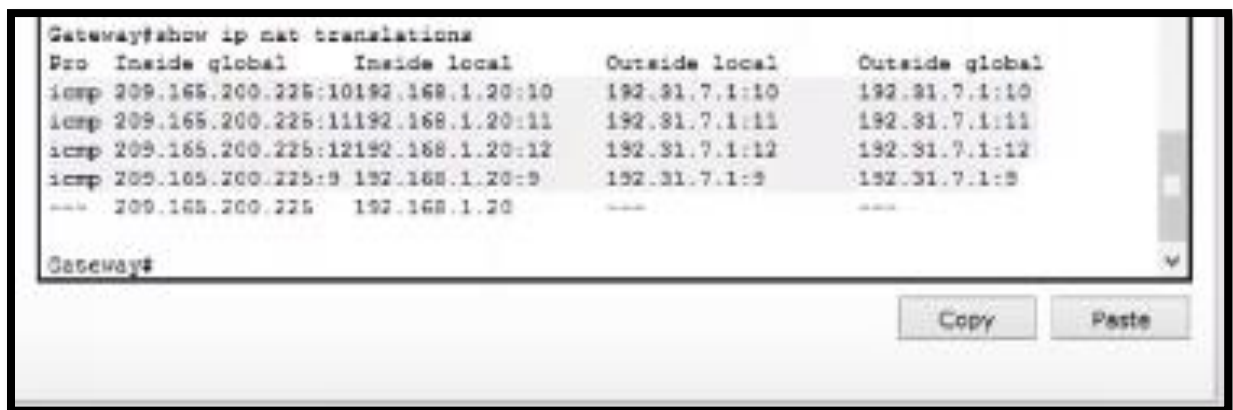 Gateway#show ip nat translations
Pro Inside global Inside local Outside local Outside global
icmp 209.165.200.225:10192.168.1.20:10 192.31.7.1:10 192.31.7.1:10
icmp 209.165.200.225:11192.168.1.20:11 192.31.7.1:11 192.31.7.1:11
icmp 209.165.200.225:12192.168.1.20:12 192.31.7.1:12 192.31.7.1:12
icmp 209.165.200.225:9 192.168.1.20:9 192.31.7.1:9 192.31.7.1:9
--- 209.165.200.225 192.168.1.20 --- ---
Gateway#
Copy Paste